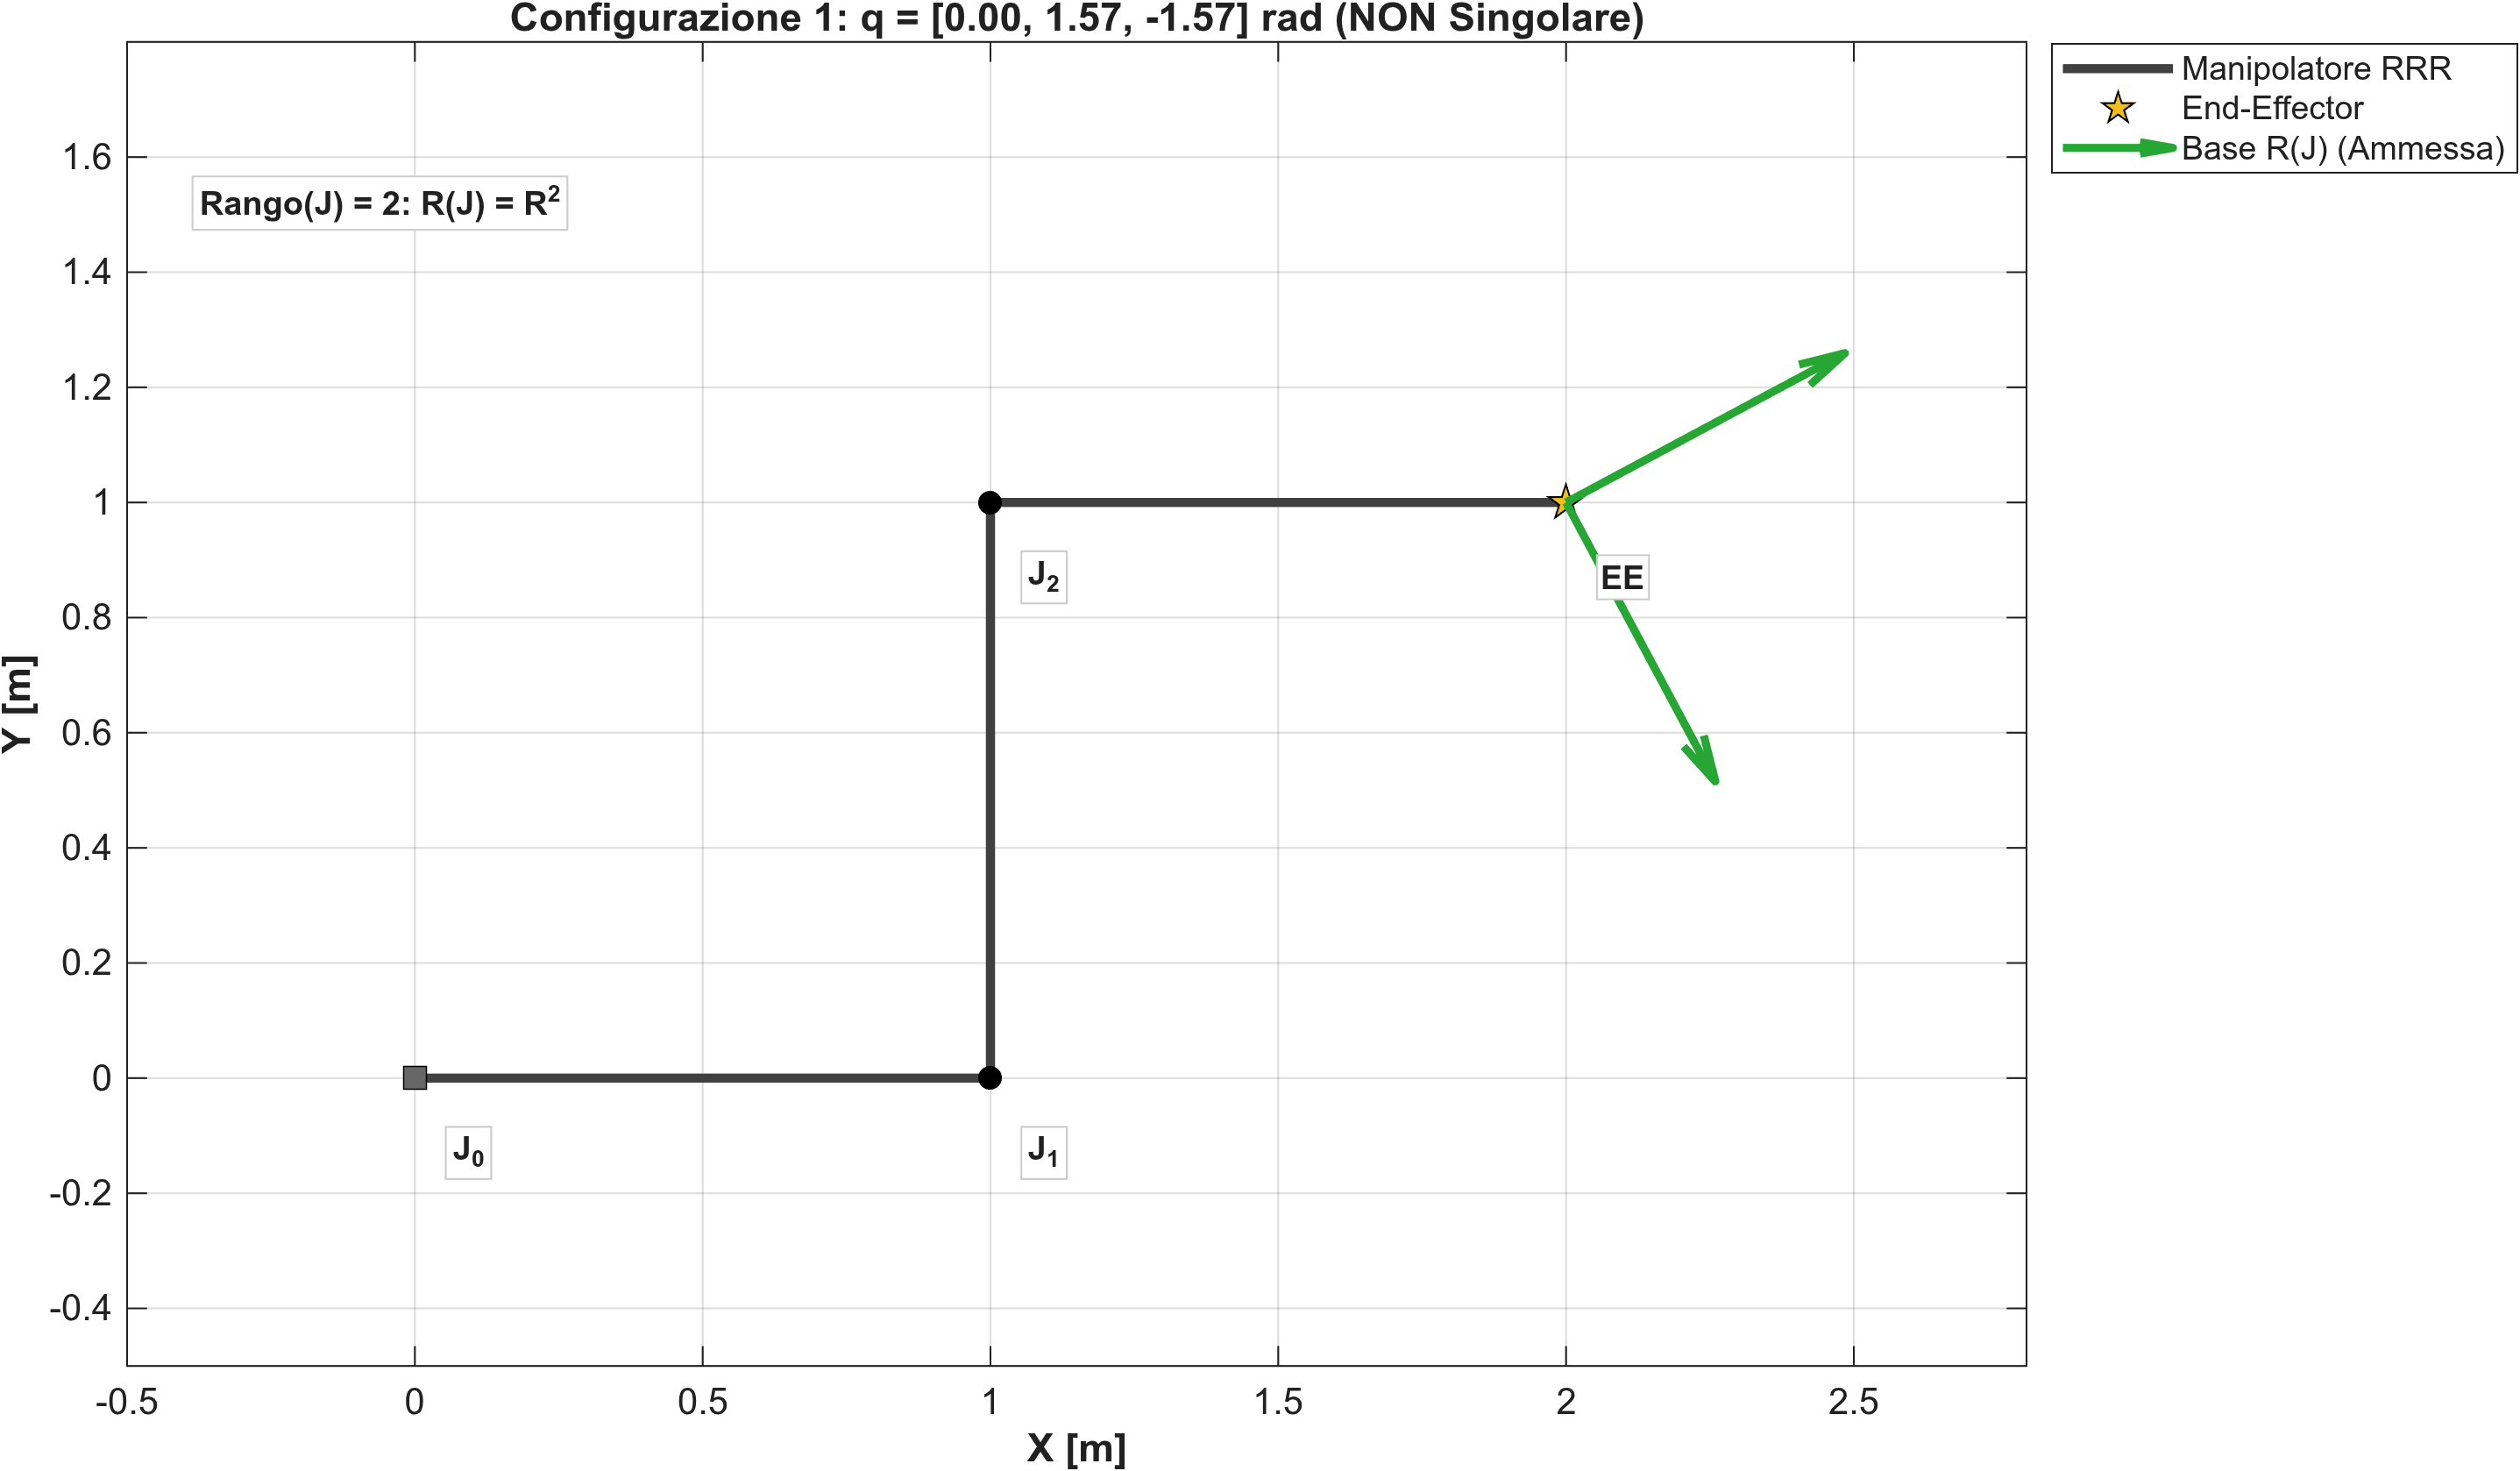 Configurazione 1: q = [0.00, 1.57, -1.57] rad (NON Singolare)
Manipolatore RRR
End-Effector
Base R(J) (Ammessa)
Rango(J) = 2: R(J) = R²
1.6
1.4
1.2
1
0.8
0.6
0.4
0.2
0
-0.2
-0.4
Y [m]
J₂
EE
J₀
J₁
-0.5
0
0.5
1
1.5
2
2.5
X [m]